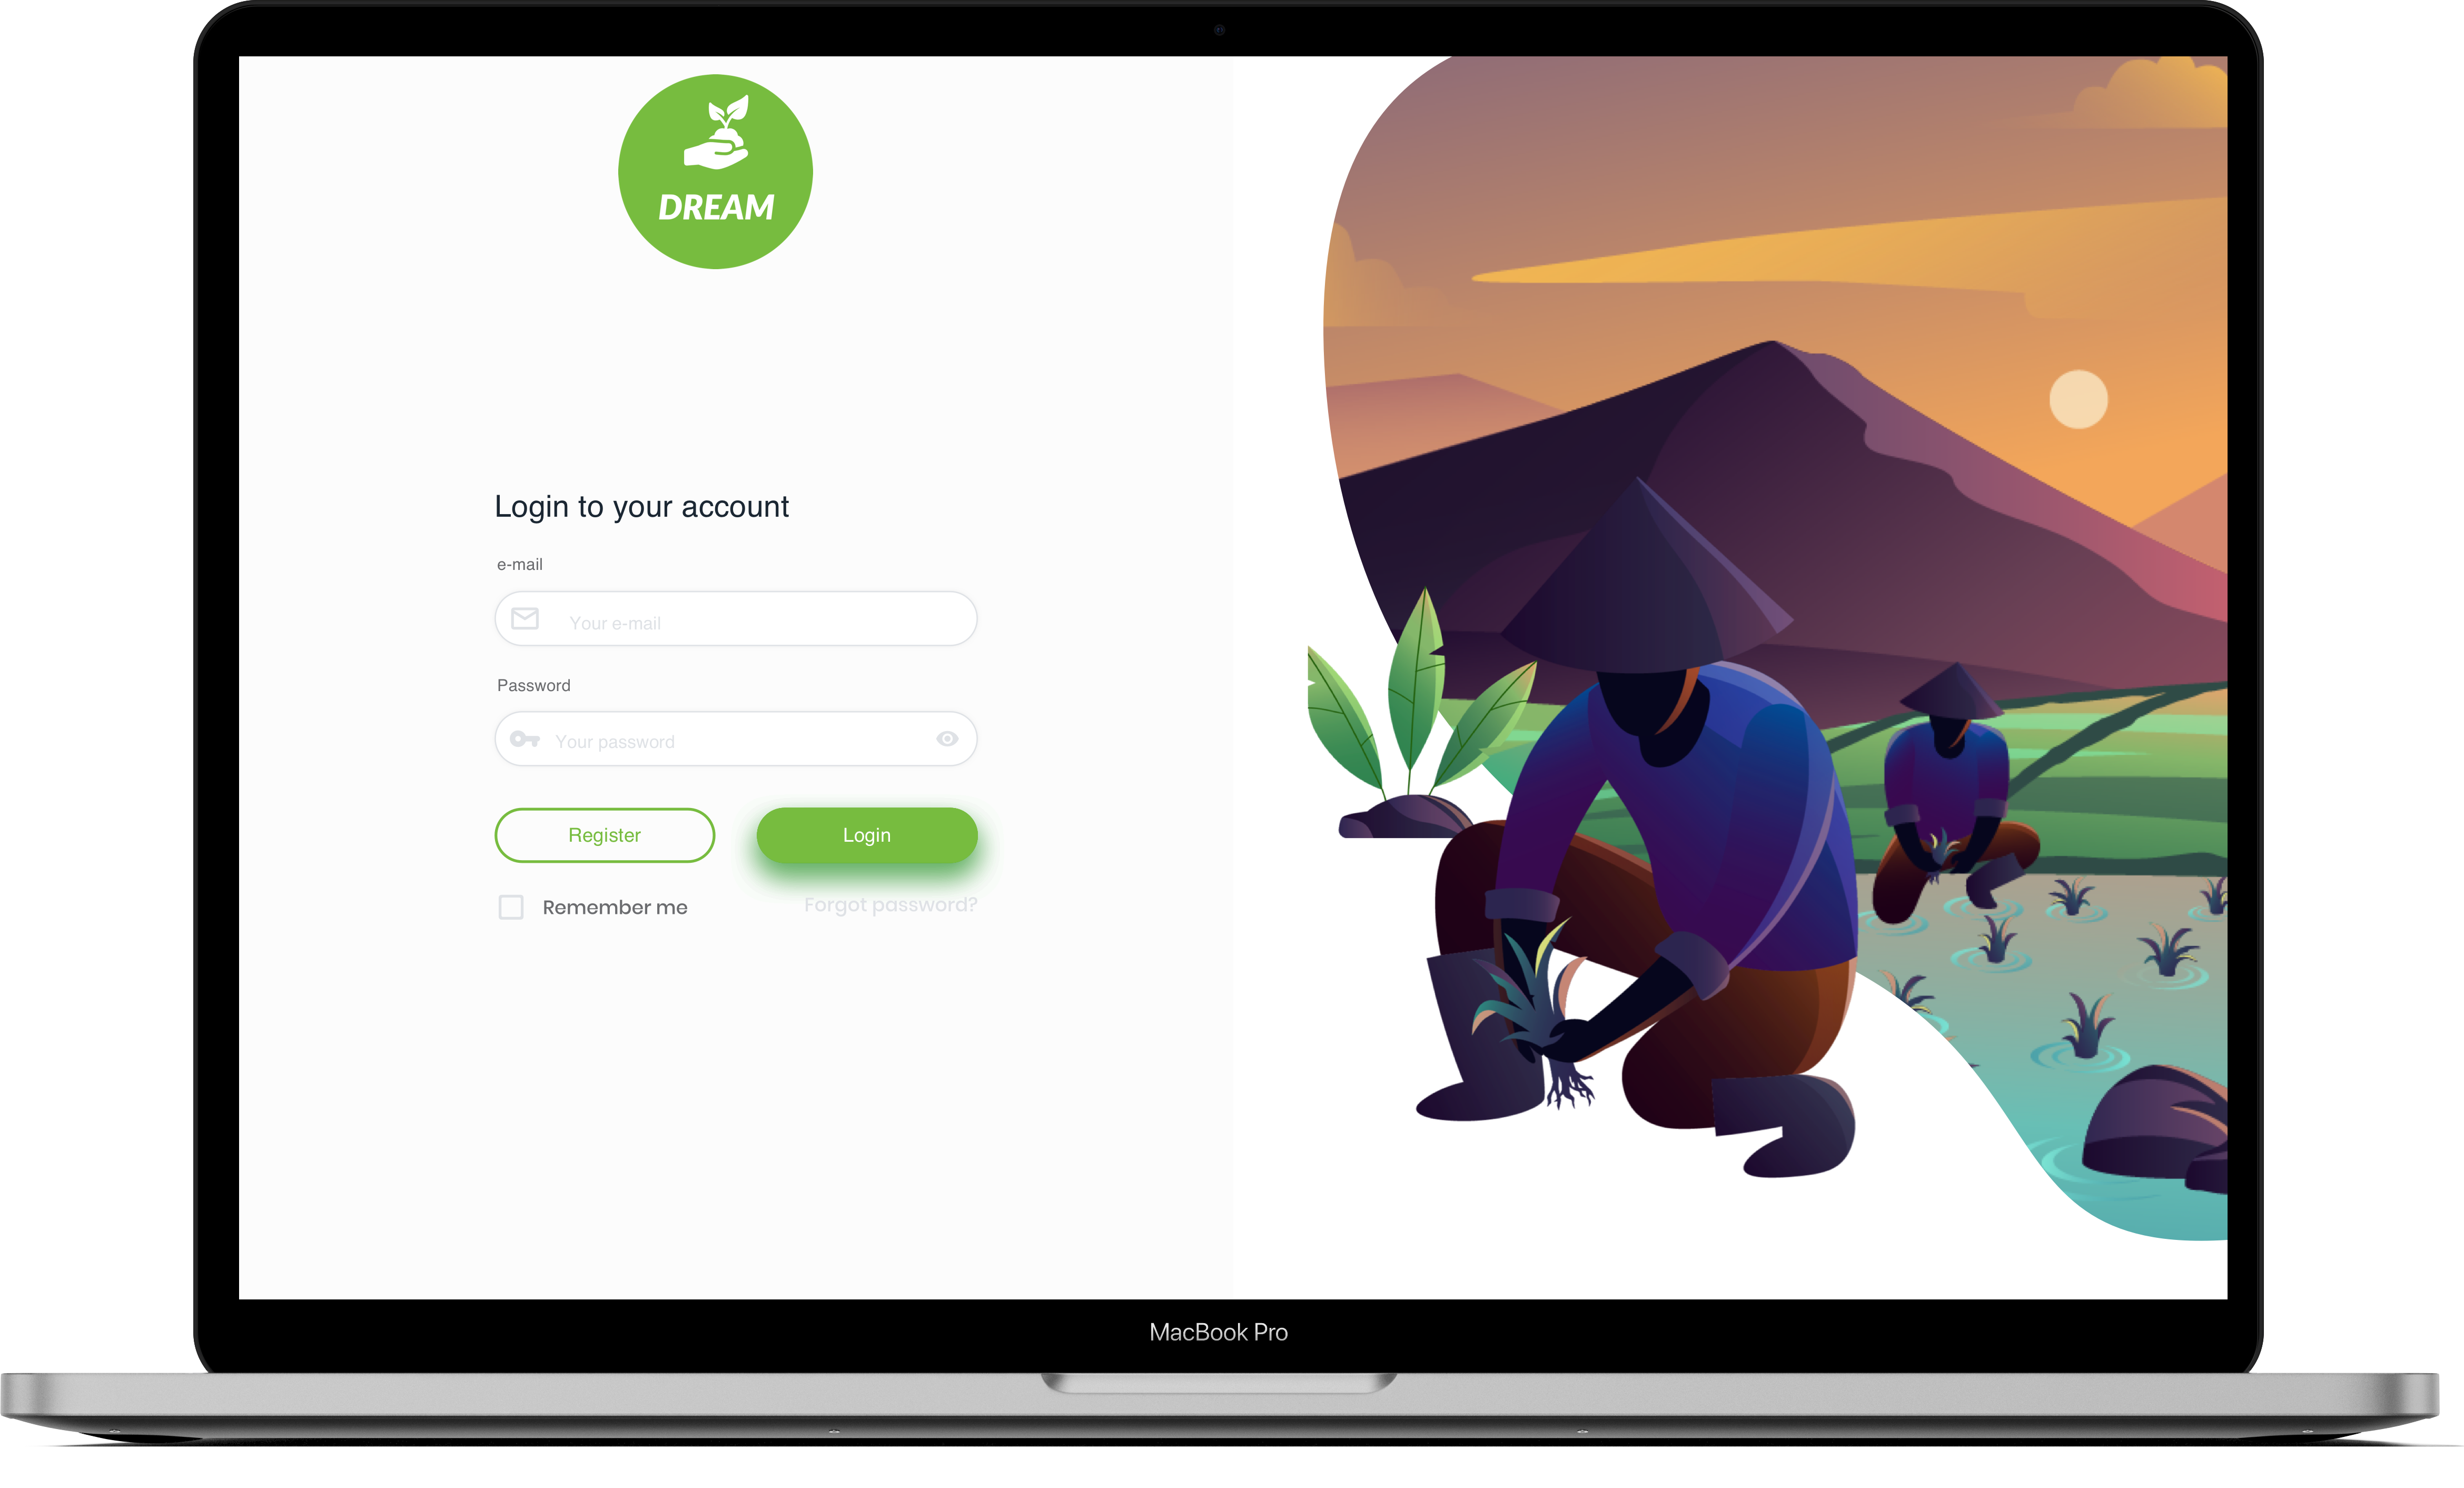 DREAM
Login to your account
e-mail
Your e-mail
Password
Your password
Register
Login
Remember me
Forgot password?
MacBook Pro